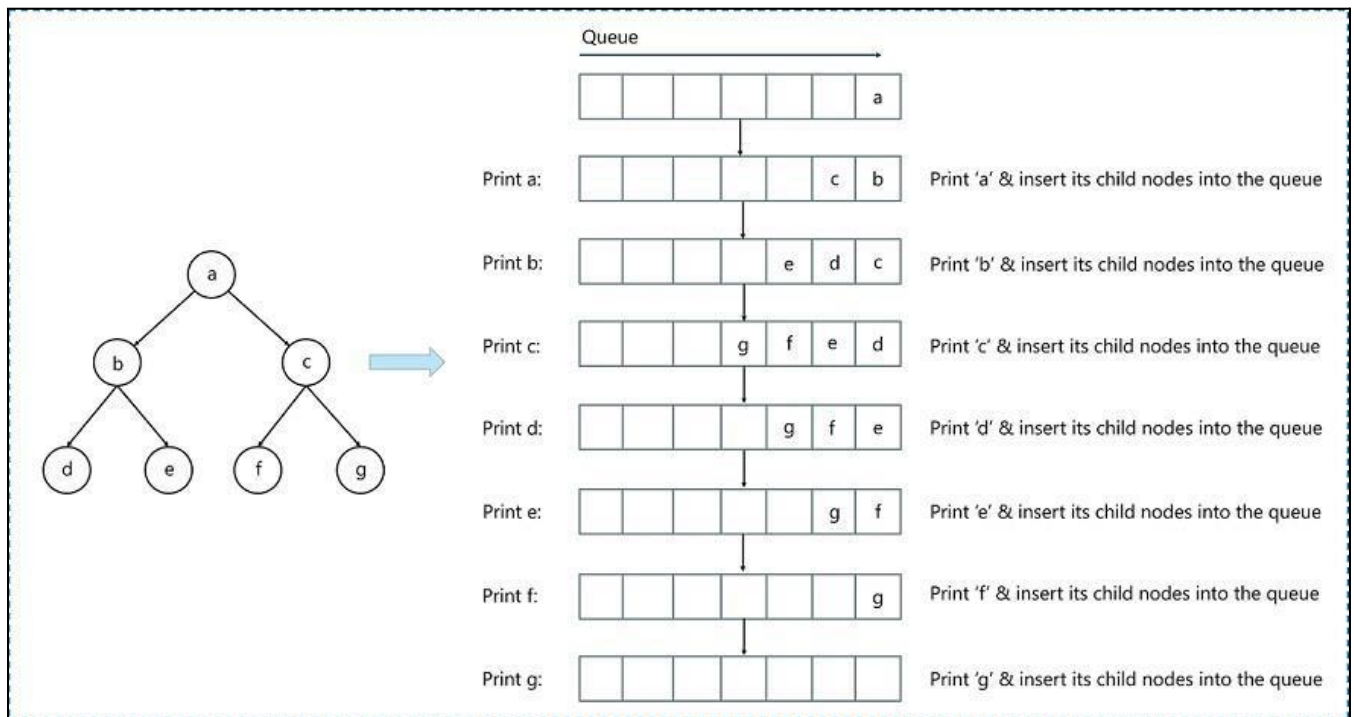 Queue
a
Print a: c b Print 'a' & insert its child nodes into the queue
Print b: e d c Print 'b' & insert its child nodes into the queue
Print c: g f e d Print 'c' & insert its child nodes into the queue
Print d: g f e Print 'd' & insert its child nodes into the queue
Print e: g f Print 'e' & insert its child nodes into the queue
Print f: g Print 'f' & insert its child nodes into the queue
Print g: Print 'g' & insert its child nodes into the queue
a
b c
d e f g